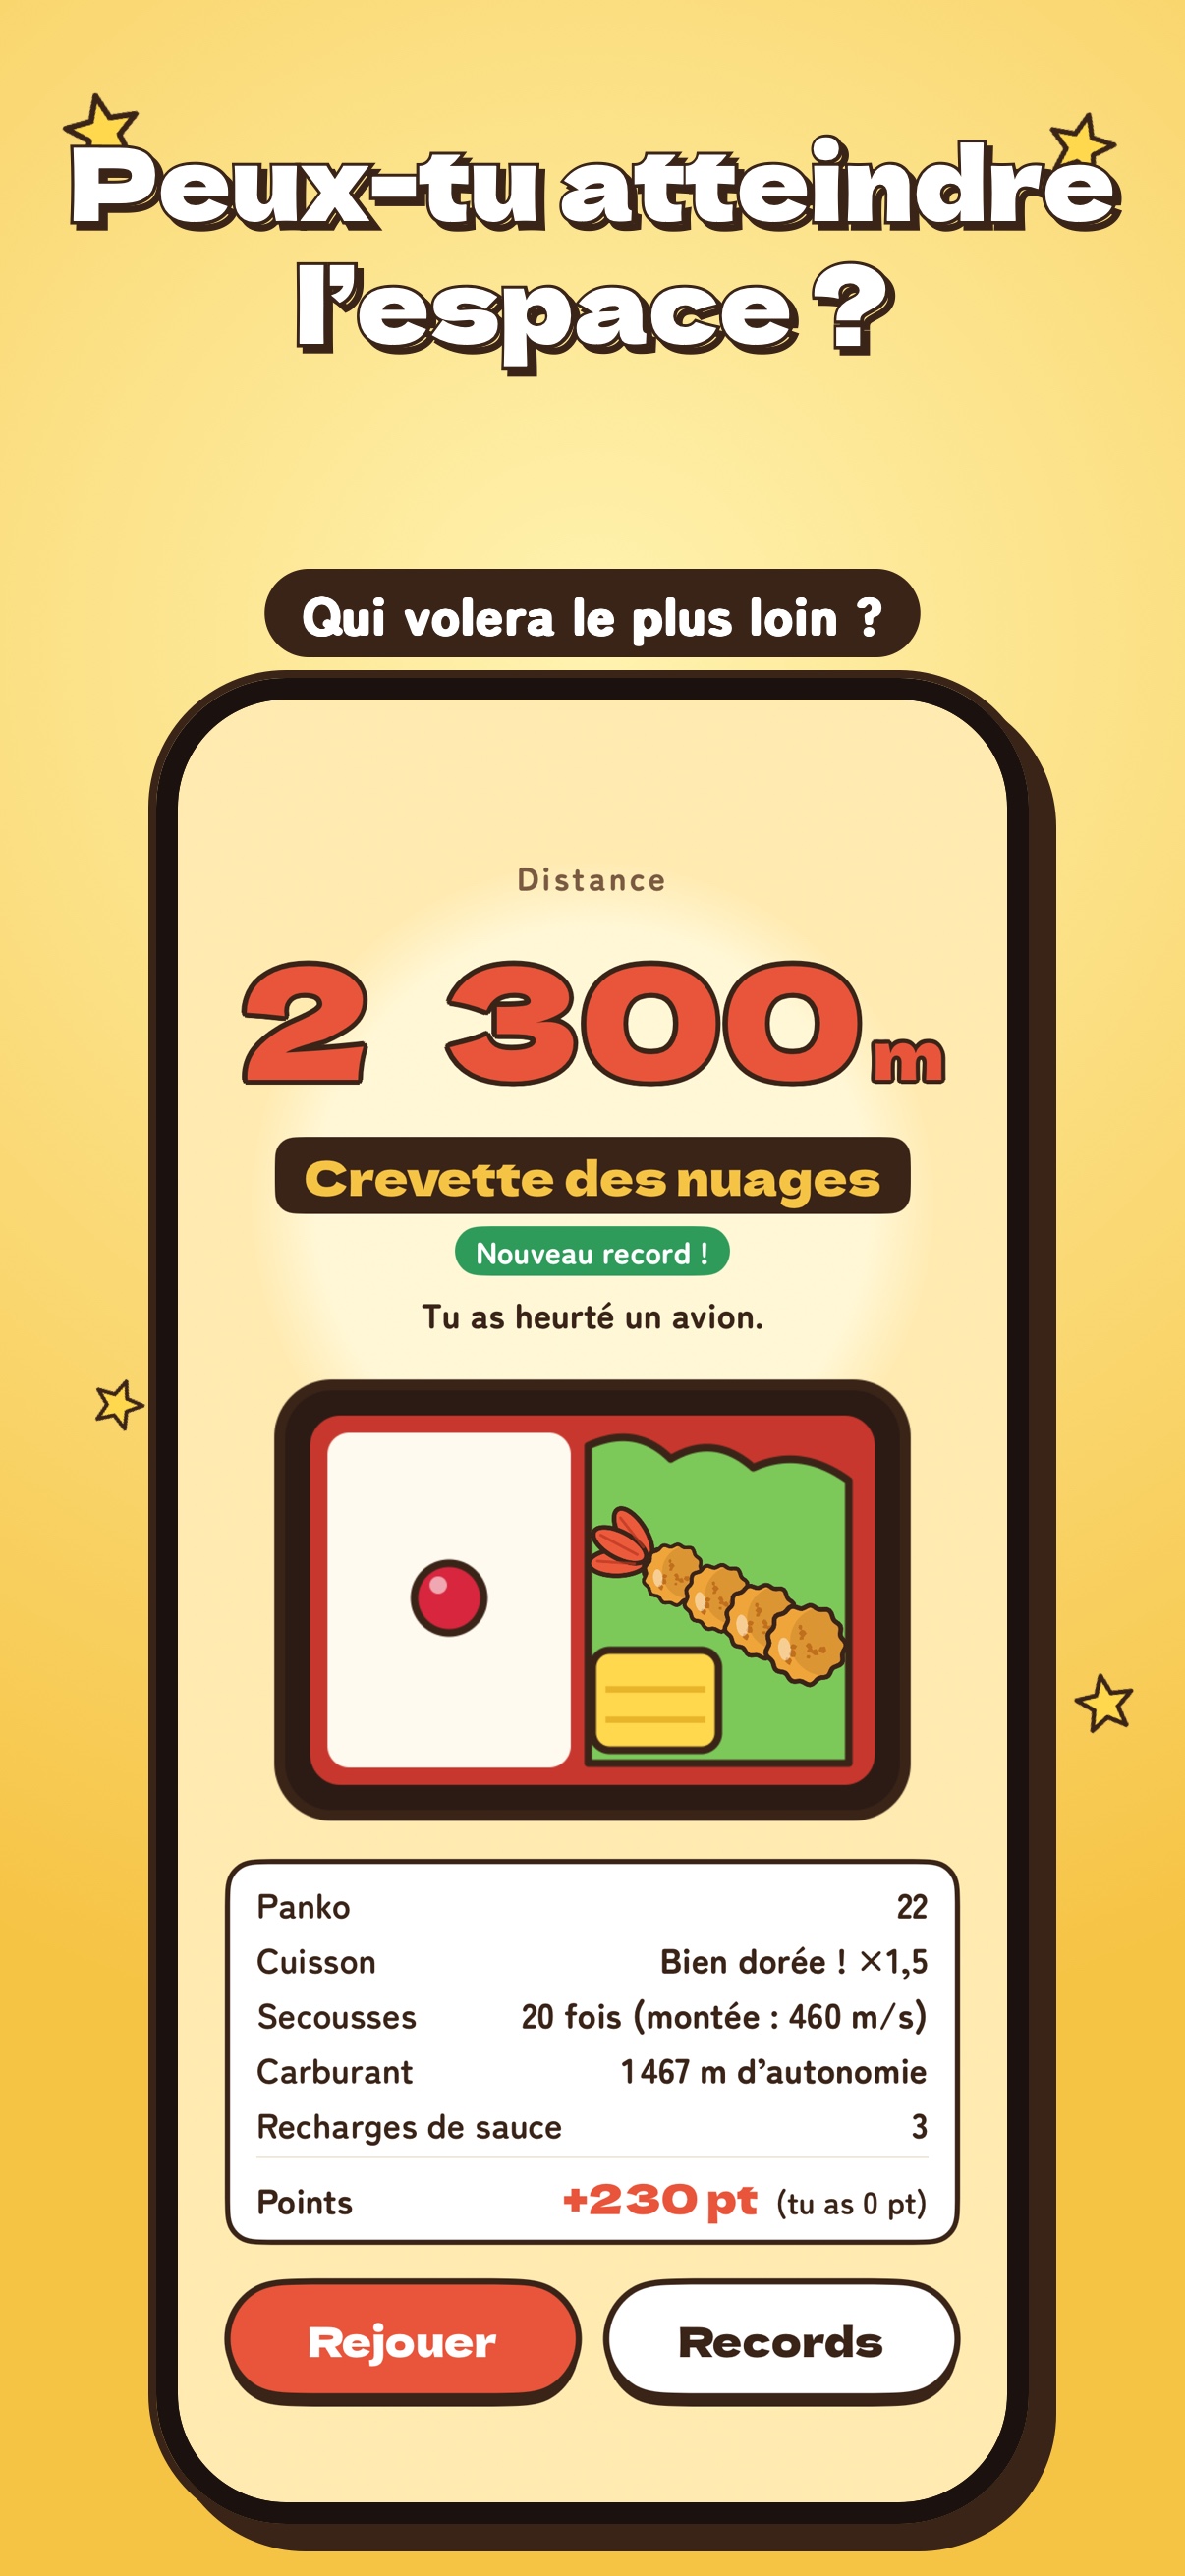 Peux-tu atteindre
l’espace ?
Qui volera le plus loin ?
Distance
2 300 m
Crevette des nuages
Nouveau record !
Tu as heurté un avion.
Panko 22
Cuisson Bien dorée ! ×1,5
Secousses 20 fois (montée : 460 m/s)
Carburant 1 467 m d’autonomie
Recharges de sauce 3
Points +230 pt (tu as 0 pt)
Rejouer Records